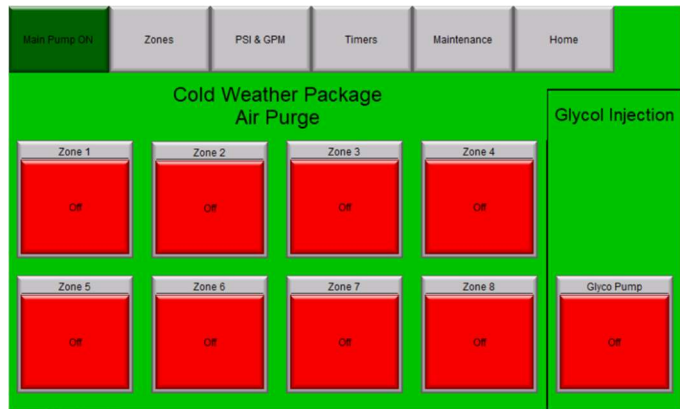 Main Pump ON
Zones
PSI & GPM
Timers
Maintenance
Home
Cold Weather Package
Air Purge
Glycol Injection
Zone 1
Zone 2
Zone 3
Zone 4
Off
Off
Off
Off
Zone 5
Zone 6
Zone 7
Zone 8
Glyco Pump
Off
Off
Off
Off
Off